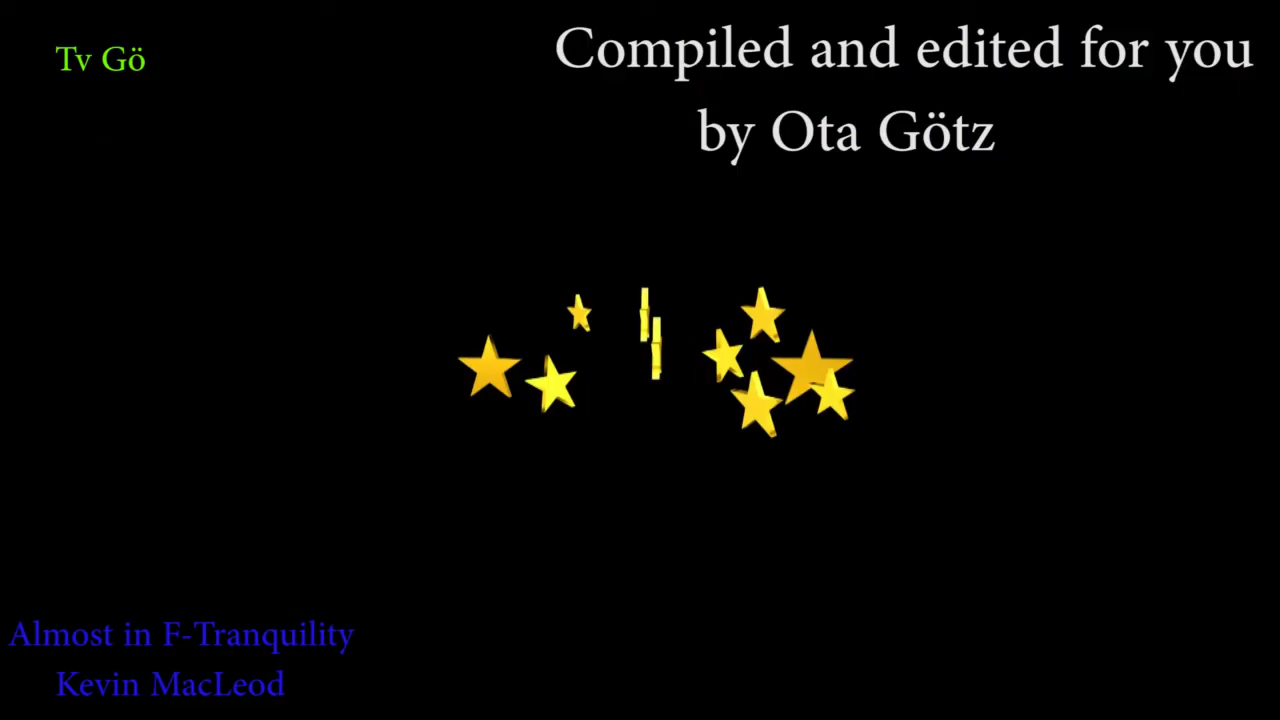 Tv Gö
Compiled and edited for you
by Ota Götz
Almost in F-Tranquility
Kevin MacLeod